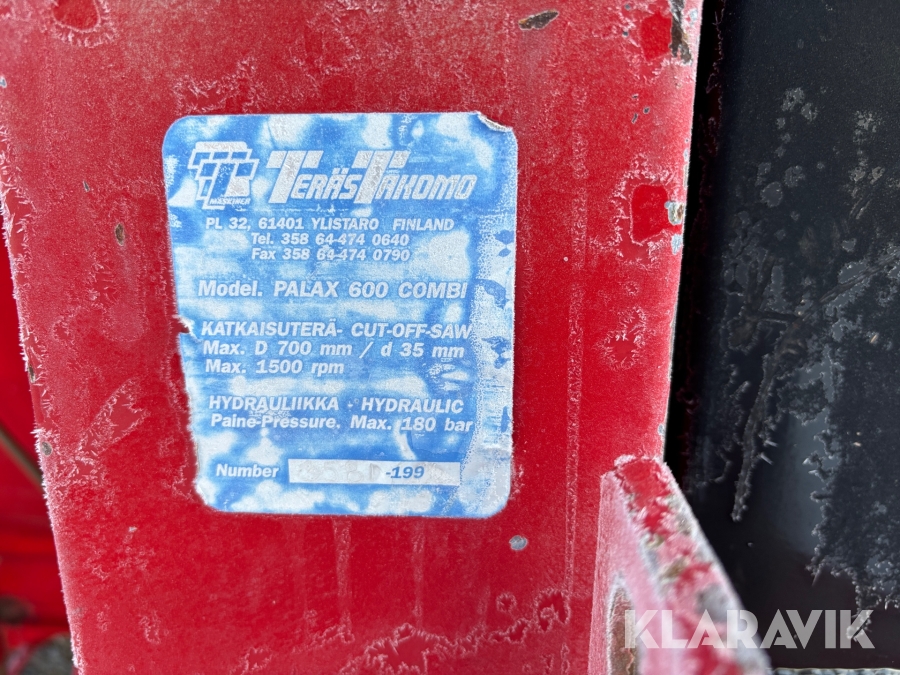 TERÄSTAKOMO
MASKINER
PL 32, 61401 YLISTARO FINLAND
Tel. 358 64-474 0640
Fax 358 64-474 0790
Model. PALAX 600 COMBI
KATKAISUTERÄ- CUT-OFF-SAW
Max. D 700 mm / d 35 mm
Max. 1500 rpm
HYDRAULIIKKA - HYDRAULIC
Paine-Pressure. Max. 180 bar
Number -199
KLARAVIK